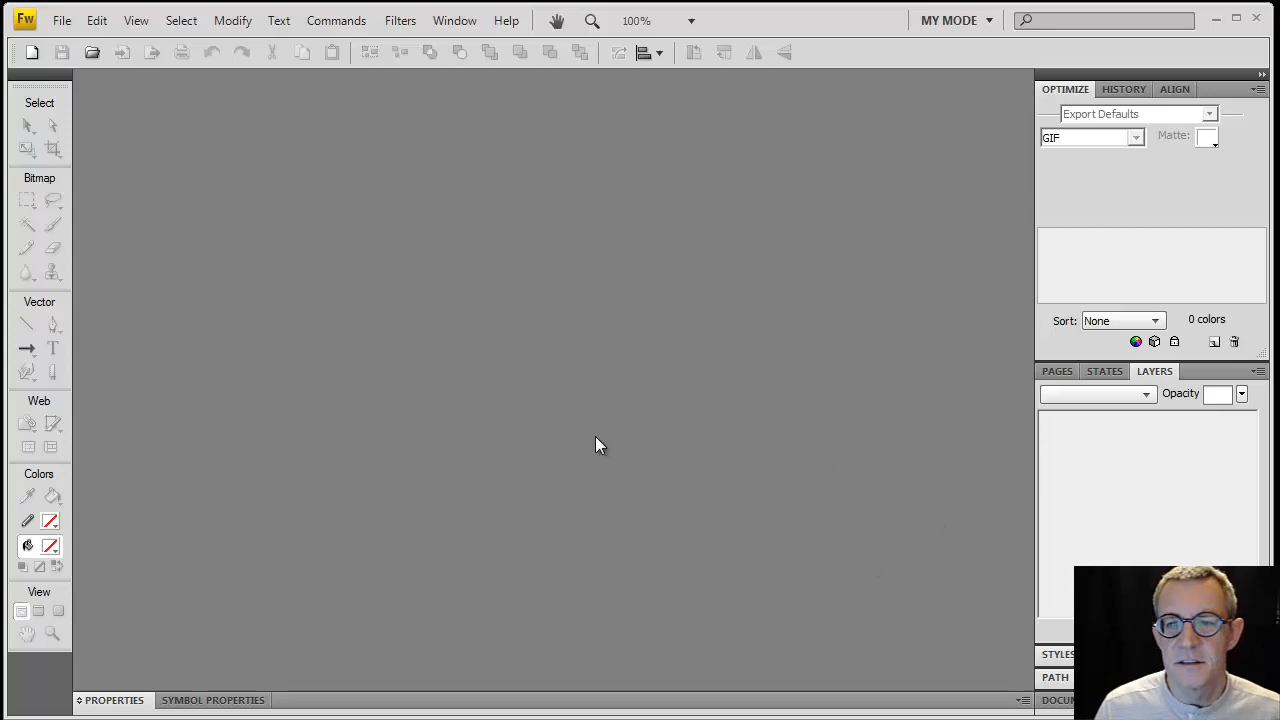 Fw File Edit View Select Modify Text Commands Filters Window Help 100% MY MODE
OPTIMIZE HISTORY ALIGN
Export Defaults
GIF Matte:
Sort: None 0 colors
PAGES STATES LAYERS
Opacity
STYLES
PATH
DOCUM
Select
Bitmap
Vector
T
Web
Colors
View
PROPERTIES SYMBOL PROPERTIES